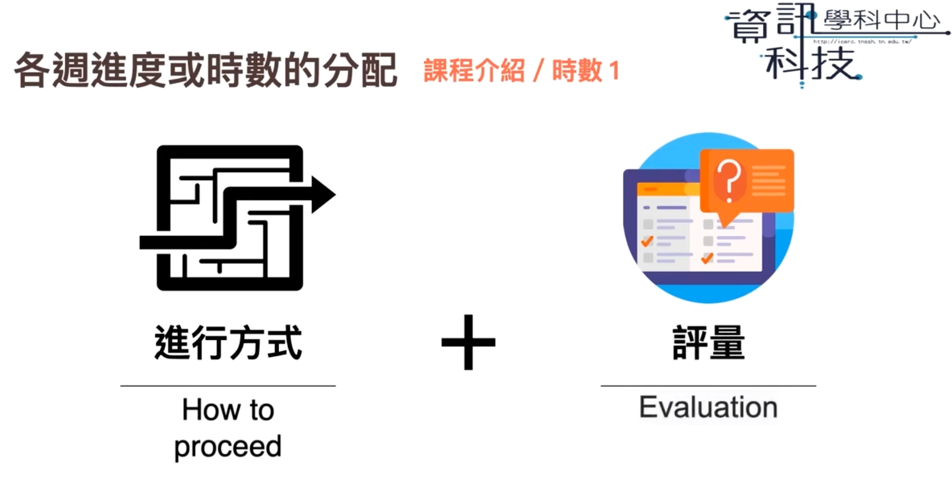 資訊學科中心
http://icerc.tnssh.tn.edu.tw/
科技
各週進度或時數的分配 課程介紹 / 時數 1
?
進行方式
+
評量
How to
proceed
Evaluation